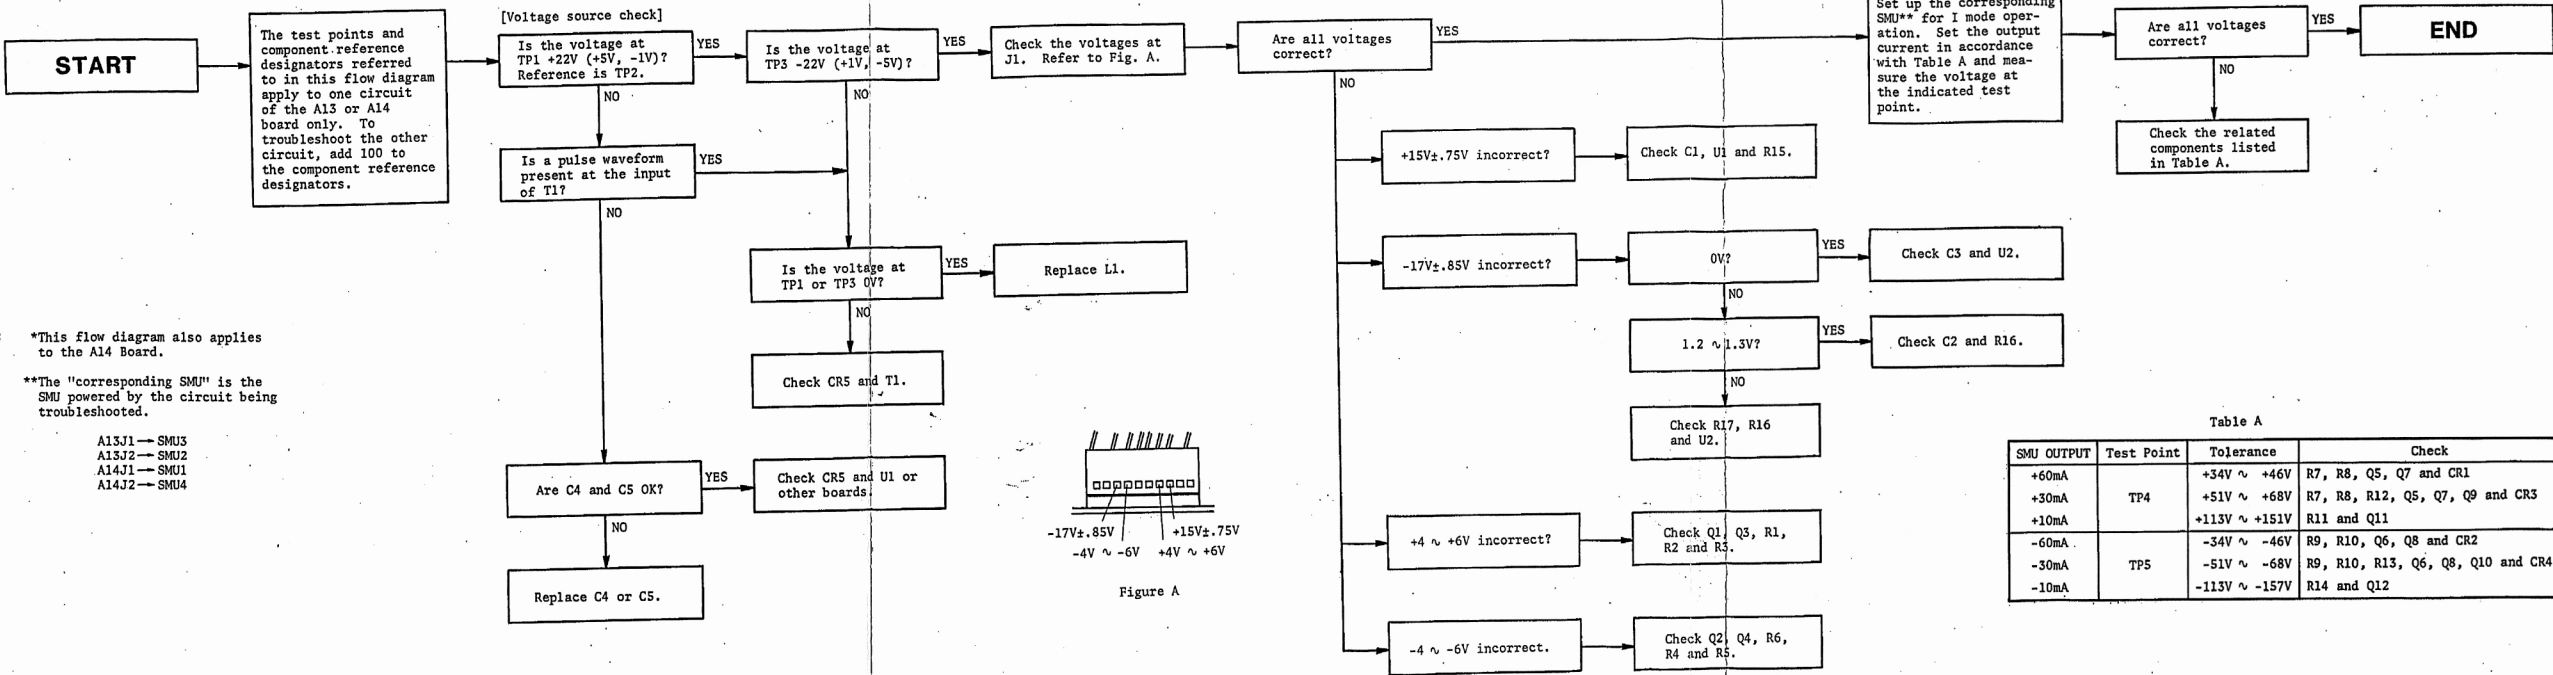 START
The test points and
component reference
designators referred
to in this flow diagram
apply to one circuit
of the A13 or A14
board only. To
troubleshoot the other
circuit, add 100 to
the component reference
designators.
[Voltage source check]
Is the voltage at
TP1 +22V (+5V, -1V)?
Reference is TP2.
YES
NO
Is the voltage at
TP3 -22V (+1V, -5V)?
YES
NO
Check the voltages at
J1. Refer to Fig. A.
Are all voltages
correct?
YES
NO
Set up the corresponding
SMU** for I mode oper-
ation. Set the output
current in accordance
with Table A and mea-
sure the voltage at
the indicated test
point.
Are all voltages
correct?
YES
NO
END
Check the related
components listed
in Table A.
Is a pulse waveform
present at the input
of T1?
YES
NO
+15V±.75V incorrect?
Check C1, U1 and R15.
Is the voltage at
TP1 or TP3 0V?
YES
NO
Replace L1.
-17V±.85V incorrect?
0V?
YES
NO
Check C3 and U2.
1.2 ∿ 1.3V?
YES
NO
Check C2 and R16.
Check CR5 and T1.
Check R17, R16
and U2.
*This flow diagram also applies
to the A14 Board.
**The "corresponding SMU" is the
SMU powered by the circuit being
troubleshooted.
A13J1→SMU3
A13J2→SMU2
A14J1→SMU1
A14J2→SMU4
Are C4 and C5 OK?
YES
NO
Check CR5 and U1 or
other boards.
Replace C4 or C5.
-17V±.85V +15V±.75V
-4V ∿ -6V +4V ∿ +6V
Figure A
+4 ∿ +6V incorrect?
Check Q1, Q3, R1,
R2 and R3.
-4 ∿ -6V incorrect.
Check Q2, Q4, R6,
R4 and R5.
Table A
SMU OUTPUT Test Point Tolerance Check
+60mA +34V ∿ +46V R7, R8, Q5, Q7 and CR1
+30mA TP4 +51V ∿ +68V R7, R8, R12, Q5, Q7, Q9 and CR3
+10mA +113V ∿ +151V R11 and Q11
-60mA -34V ∿ -46V R9, R10, Q6, Q8 and CR2
-30mA TP5 -51V ∿ -68V R9, R10, R13, Q6, Q8, Q10 and CR4
-10mA -113V ∿ -157V R14 and Q12